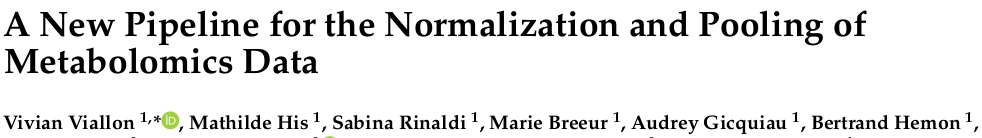 A New Pipeline for the Normalization and Pooling of
Metabolomics Data
Vivian Viallon 1,*, Mathilde His 1, Sabina Rinaldi 1, Marie Breeur 1, Audrey Gicquiau 1, Bertrand Hemon 1,